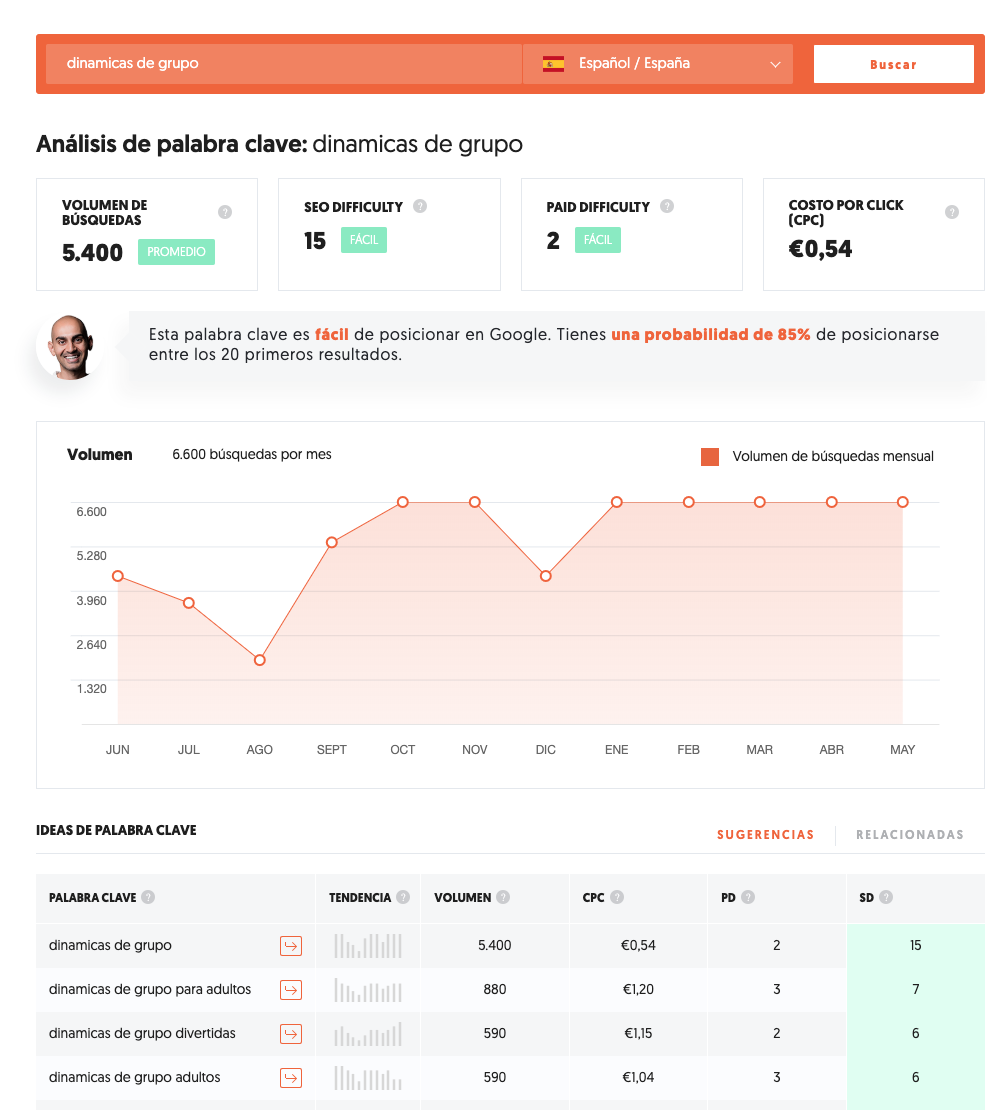 dinamicas de grupo
Español / España
Buscar
Análisis de palabra clave: dinamicas de grupo
VOLUMEN DE
BÚSQUEDAS
?
5.400
PROMEDIO
SEO DIFFICULTY
?
15
FÁCIL
PAID DIFFICULTY
?
2
FÁCIL
COSTO POR CLICK
(CPC)
?
€0,54
Esta palabra clave es fácil de posicionar en Google. Tienes una probabilidad de 85% de posicionarse
entre los 20 primeros resultados.
Volumen
6.600 búsquedas por mes
Volumen de búsquedas mensual
6.600
5.280
3.960
2.640
1.320
JUN JUL AGO SEPT OCT NOV DIC ENE FEB MAR ABR MAY
IDEAS DE PALABRA CLAVE
SUGERENCIAS
RELACIONADAS
PALABRA CLAVE ? TENDENCIA ? VOLUMEN ? CPC ? PD ? SD ?
dinamicas de grupo 5.400 €0,54 2 15
dinamicas de grupo para adultos 880 €1,20 3 7
dinamicas de grupo divertidas 590 €1,15 2 6
dinamicas de grupo adultos 590 €1,04 3 6